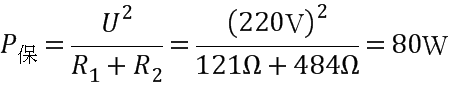 P保 = U² / (R₁ + R₂) = (220V)² / (121Ω + 484Ω) = 80W